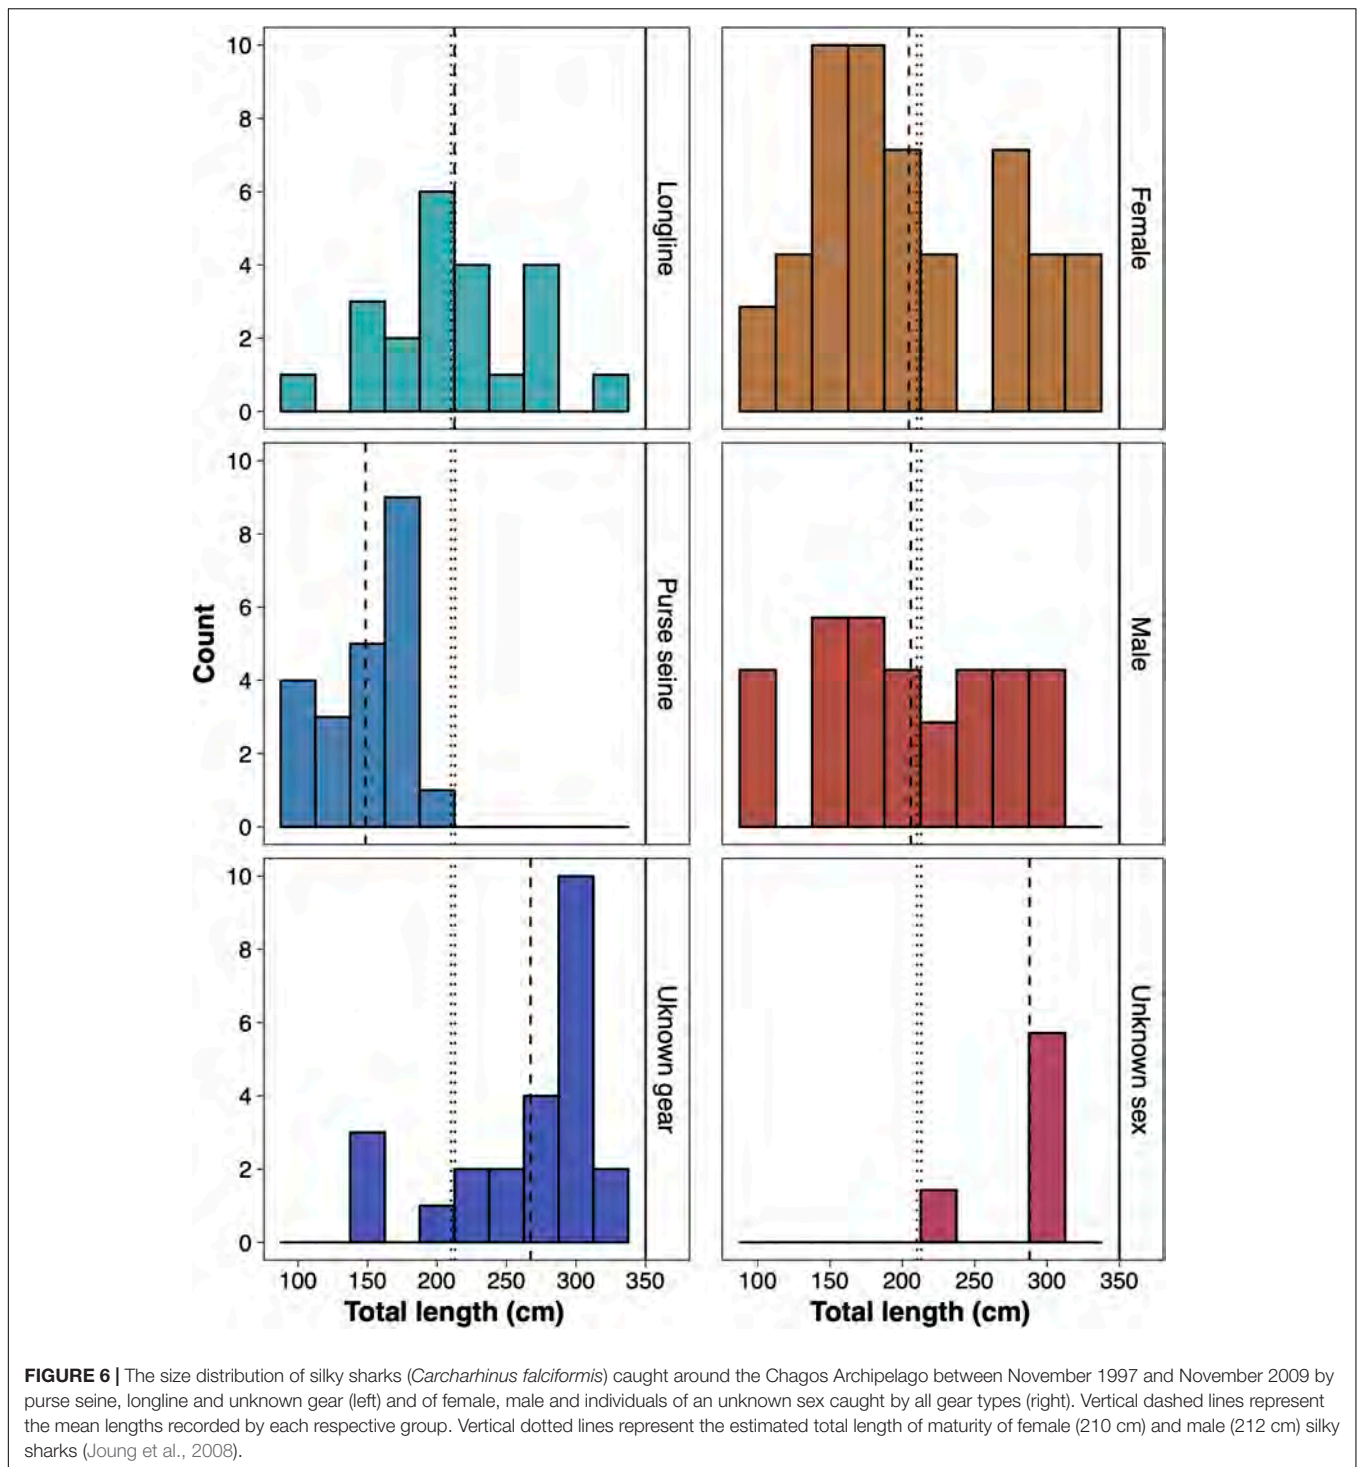 10
8
6
4
2
0
Longline
Female
10
8
6
4
2
0
Purse seine
Male
Count
10
8
6
4
2
0
Uknown gear
Unknown sex
100 150 200 250 300 350
100 150 200 250 300 350
Total length (cm)
Total length (cm)
FIGURE 6 | The size distribution of silky sharks (Carcharhinus falciformis) caught around the Chagos Archipelago between November 1997 and November 2009 by
purse seine, longline and unknown gear (left) and of female, male and individuals of an unknown sex caught by all gear types (right). Vertical dashed lines represent
the mean lengths recorded by each respective group. Vertical dotted lines represent the estimated total length of maturity of female (210 cm) and male (212 cm) silky
sharks (Joung et al., 2008).